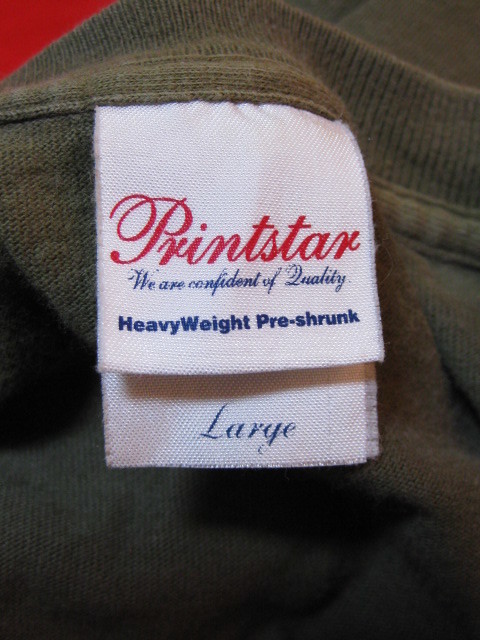 Printstar
We are confident of Quality.
HeavyWeight Pre-shrunk
Large